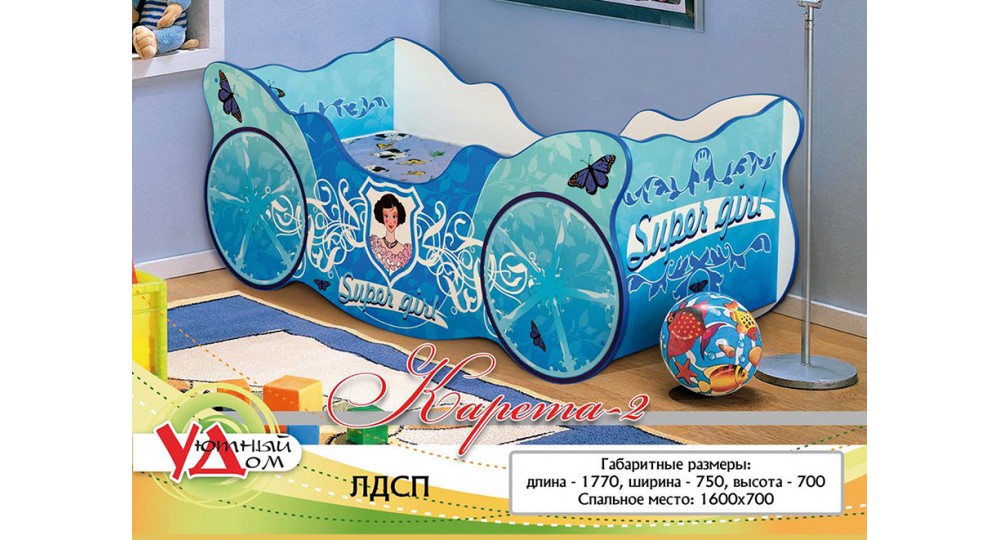 Super girl
Super girl
Карета-2
Уютный
Дом
ЛДСП
Габаритные размеры:
длина - 1770, ширина - 750, высота - 700
Спальное место: 1600х700